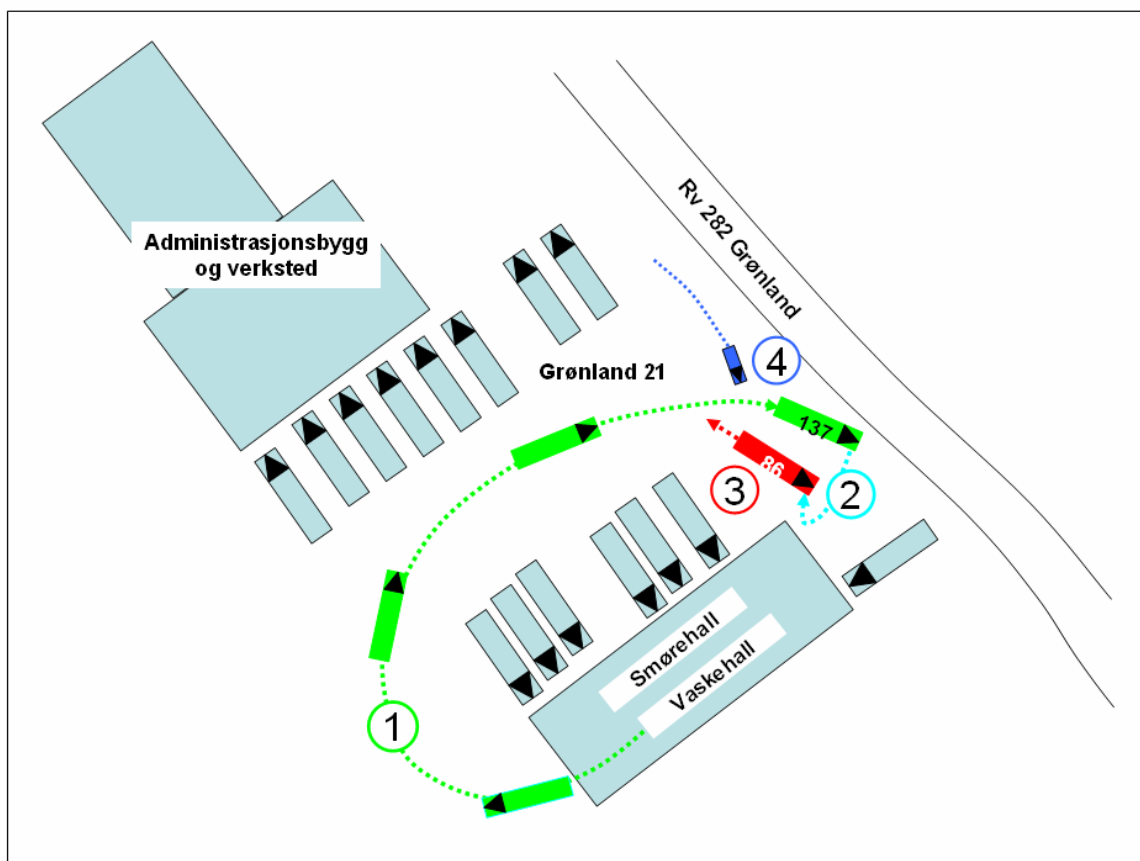 Administrasjonsbygg
og verksted
Rv 282 Grønland
4
Grønland 21
137
86
3
2
Smørehall
Vaskehall
1